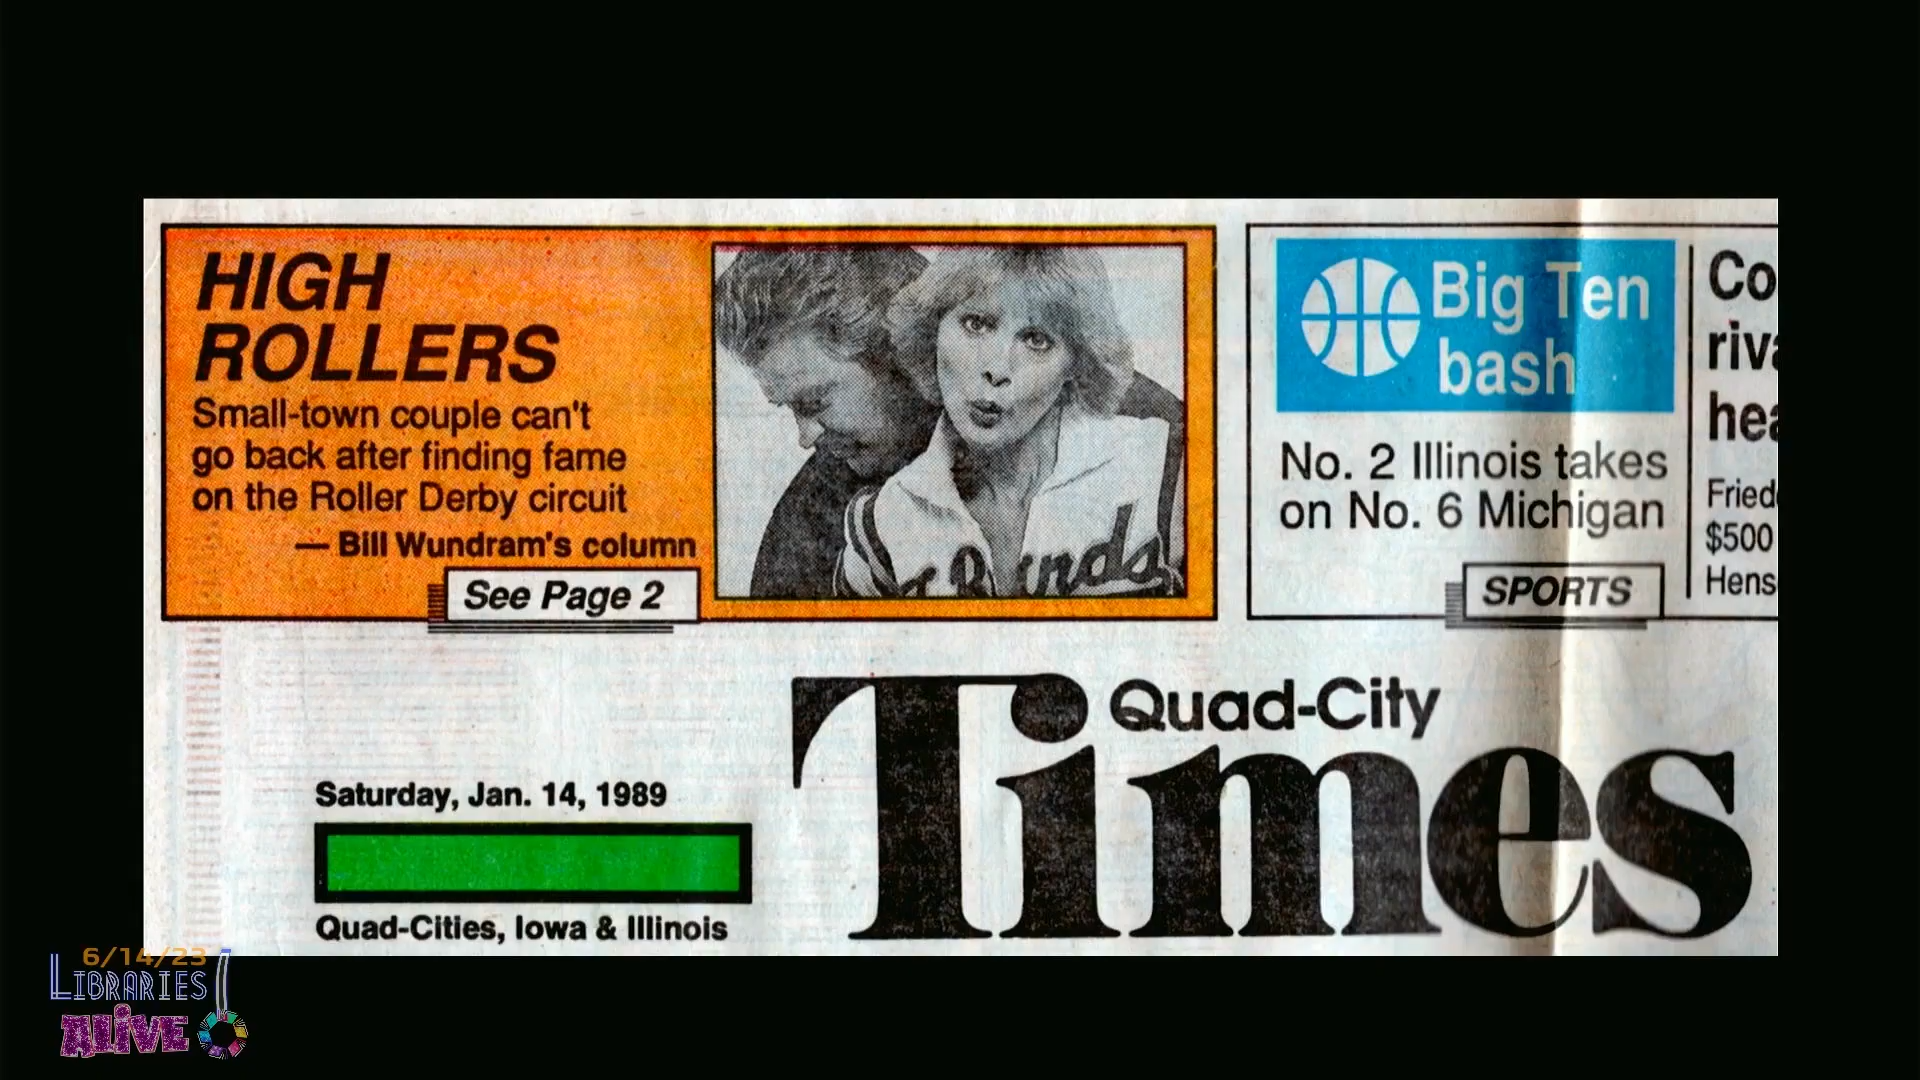 HIGH
ROLLERS
Small-town couple can't
go back after finding fame
on the Roller Derby circuit
— Bill Wundram's column
See Page 2
Big Ten
bash
No. 2 Illinois takes
on No. 6 Michigan
SPORTS
$500
Quad-City
Times
Saturday, Jan. 14, 1989
Quad-Cities, Iowa & Illinois
6/14/23
LIBRARIES
ALiVE